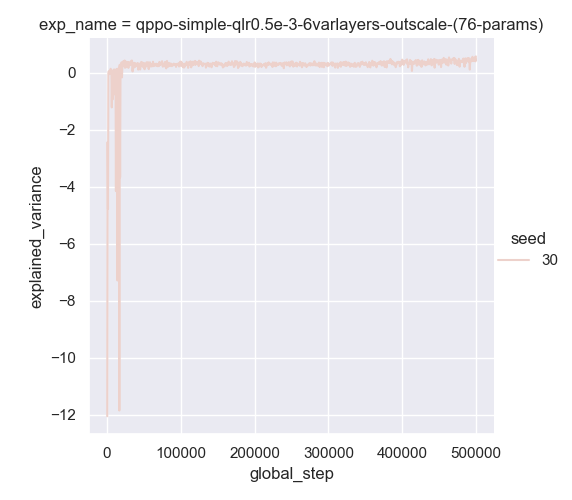 exp_name = qppo-simple-qlr0.5e-3-6varlayers-outscale-(76-params)
0
−2
−4
−6
−8
−10
−12
explained_variance
seed
30
0 100000 200000 300000 400000 500000
global_step